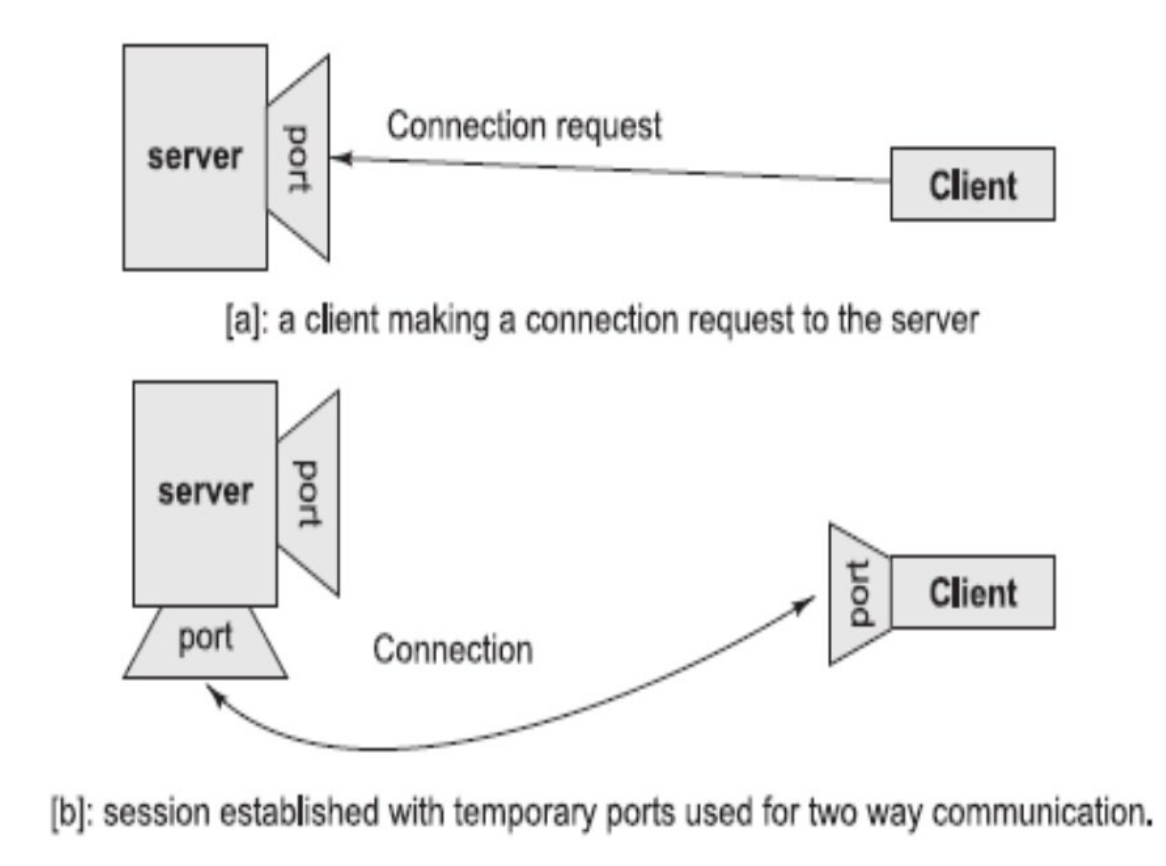 server
port
Connection request
Client
[a]: a client making a connection request to the server
server
port
port
Connection
port
Client
[b]: session established with temporary ports used for two way communication.